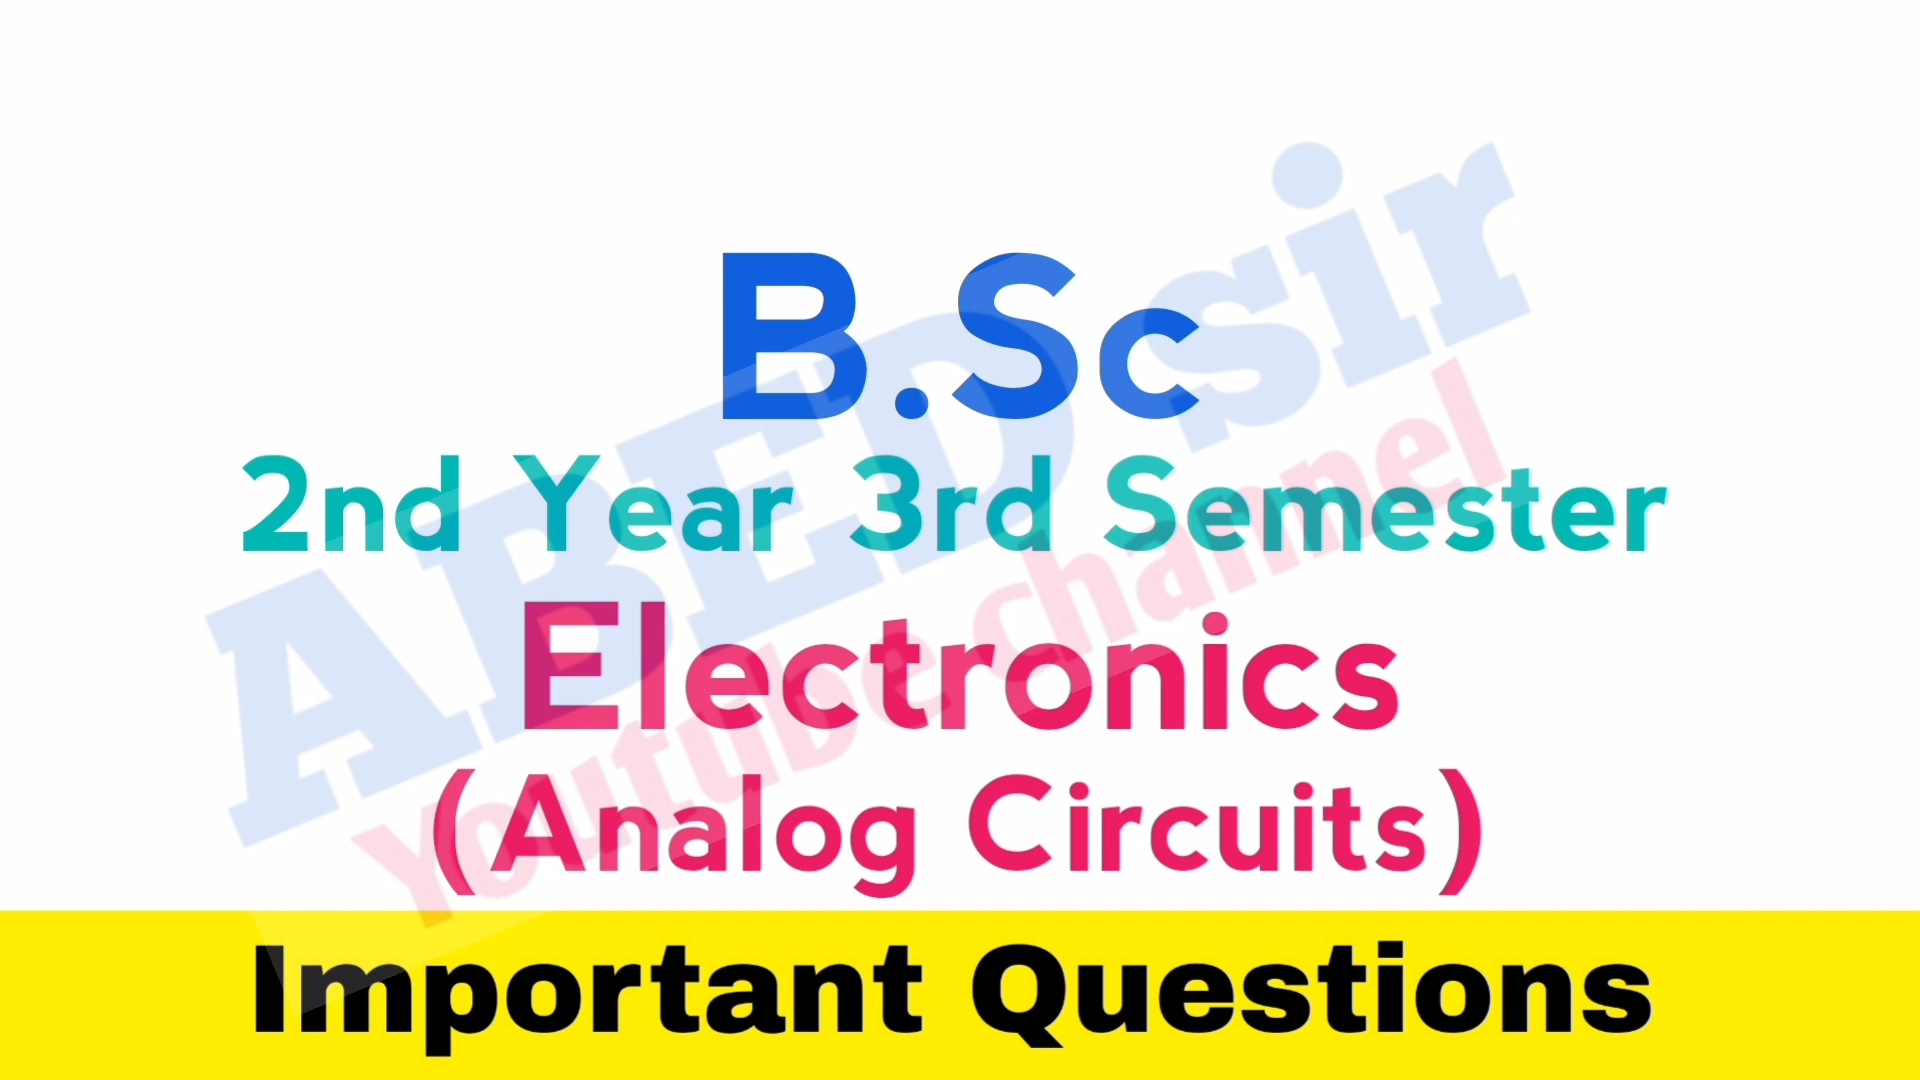 B.Sc
2nd Year 3rd Semester
Electronics
(Analog Circuits)
Important Questions
ABED sir
Youtube channel